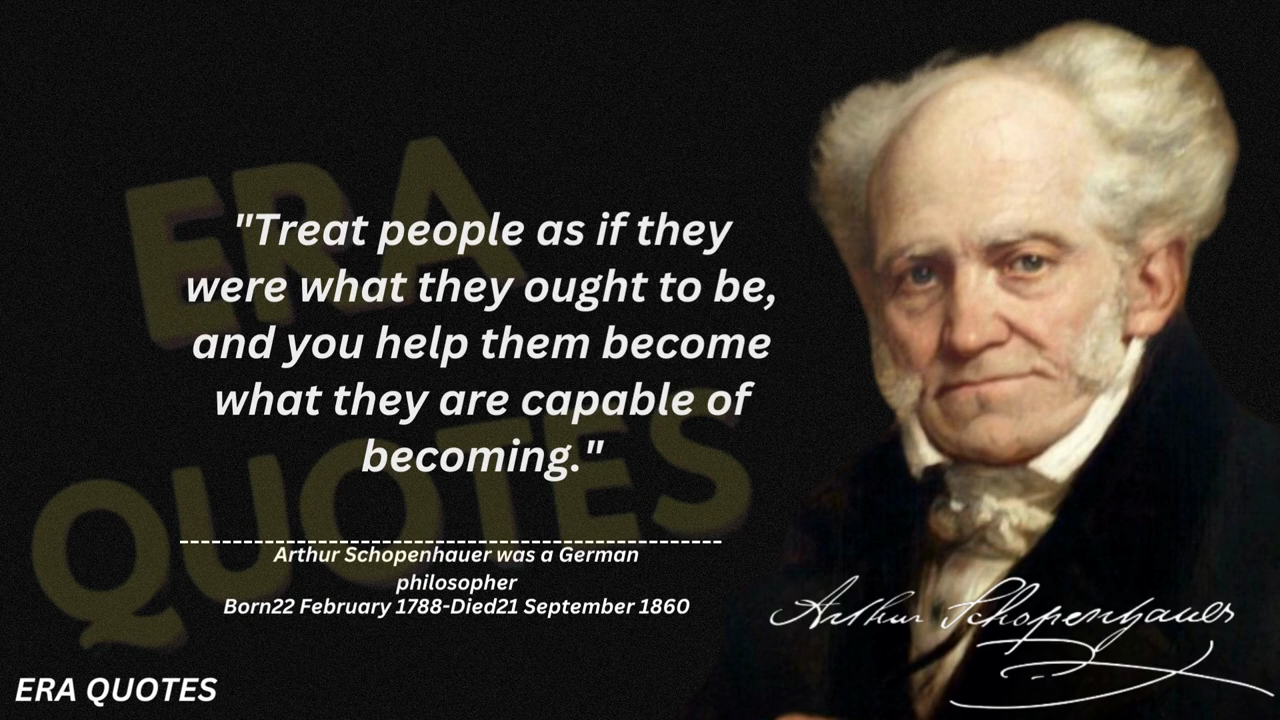 ERA
QUOTES
"Treat people as if they
were what they ought to be,
and you help them become
what they are capable of
becoming."
Arthur Schopenhauer was a German
philosopher
Born22 February 1788-Died21 September 1860
Arthur Schopenhauer
ERA QUOTES